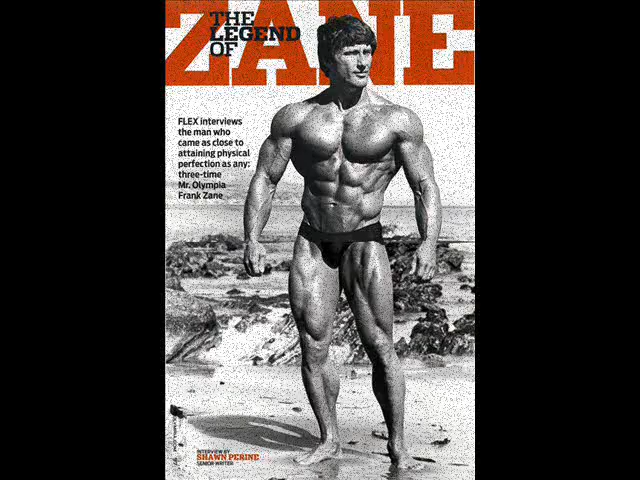 THE
LEGEND
OF
ZANE
FLEX interviews
the man who
came as close to
attaining physical
perfection as any:
three-time
Mr. Olympia
Frank Zane
INTERVIEW BY
SHAWN PERINE
SENIOR WRITER